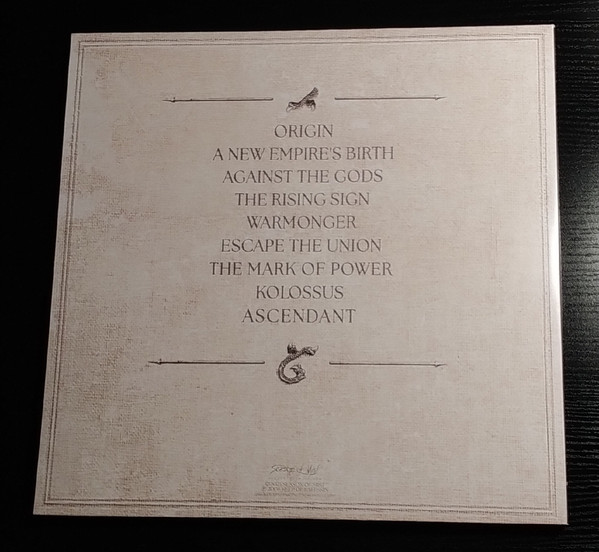 ORIGIN
A NEW EMPIRE'S BIRTH
AGAINST THE GODS
THE RISING SIGN
WARMONGER
ESCAPE THE UNION
THE MARK OF POWER
KOLOSSUS
ASCENDANT